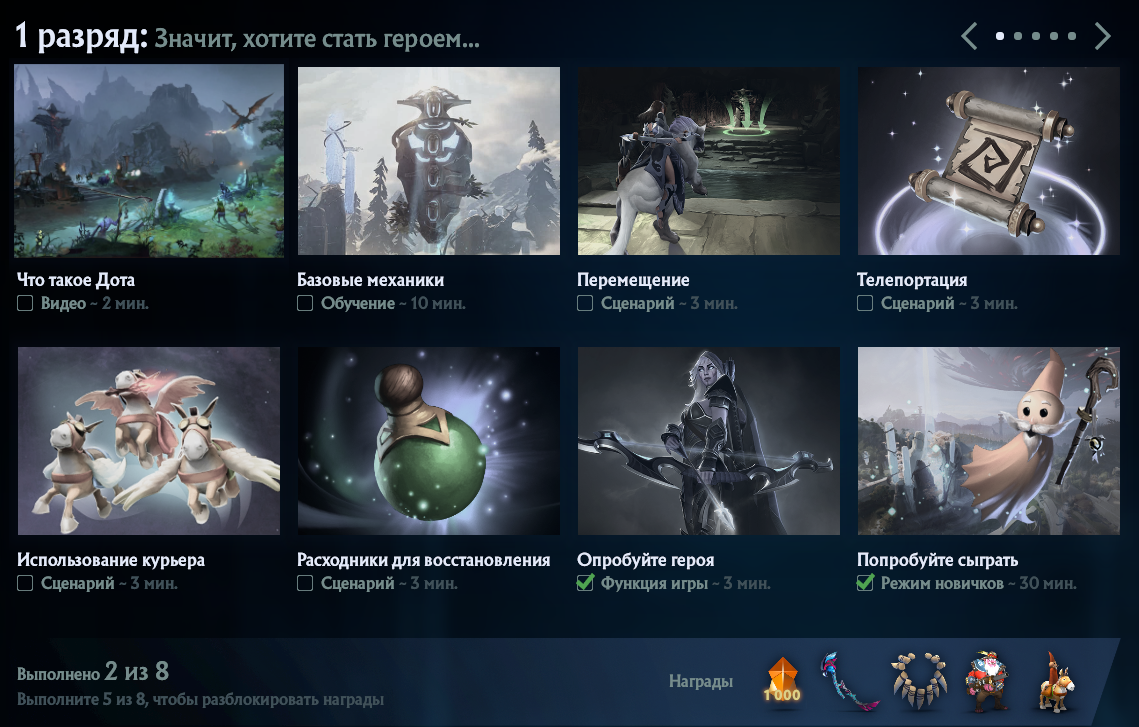 1 разряд: Значит, хотите стать героем...
Что такое Дота
Видео ~ 2 мин.
Базовые механики
Обучение ~ 10 мин.
Перемещение
Сценарий ~ 3 мин.
Телепортация
Сценарий ~ 3 мин.
Использование курьера
Сценарий ~ 3 мин.
Расходники для восстановления
Сценарий ~ 3 мин.
Опробуйте героя
Функция игры ~ 3 мин.
Попробуйте сыграть
Режим новичков ~ 30 мин.
Выполнено 2 из 8
Выполните 5 из 8, чтобы разблокировать награды
Награды
1 000